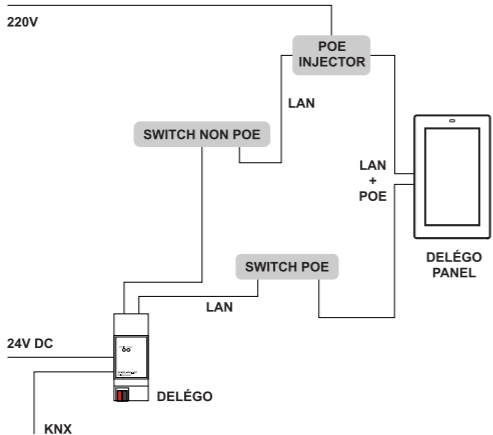 220V
POE
INJECTOR
LAN
SWITCH NON POE
LAN
+
POE
DELÉGO
PANEL
SWITCH POE
LAN
24V DC
DELÉGO
KNX